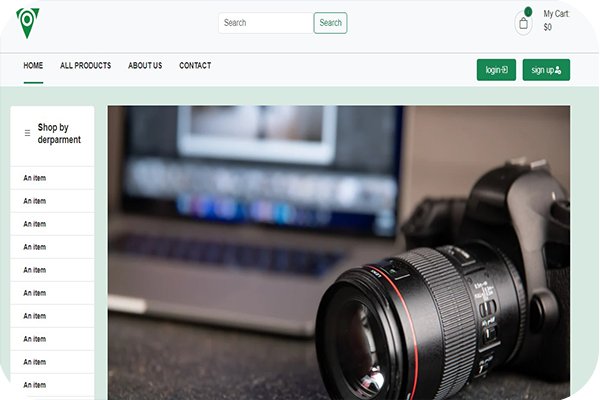 Search
Search
My Cart:
$0
HOME
ALL PRODUCTS
ABOUT US
CONTACT
login
sign up
Shop by
derparment
An item
An item
An item
An item
An item
An item
An item
An item
An item
An item